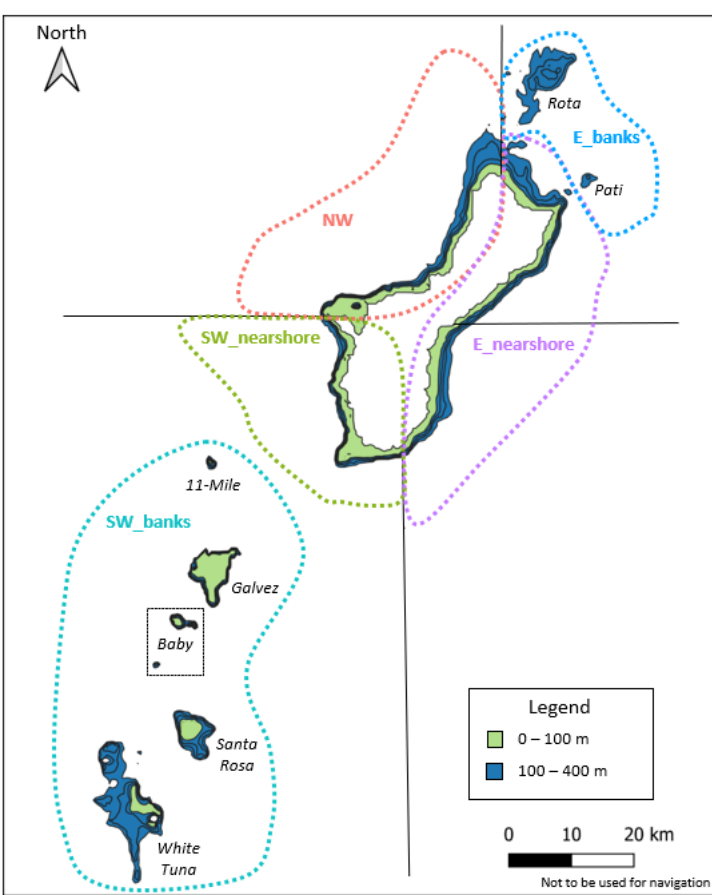 North
Rota
E_banks
Pati
NW
SW_nearshore
E_nearshore
11-Mile
SW_banks
Galvez
Baby
Santa
Rosa
White
Tuna
Legend
0 – 100 m
100 – 400 m
0 10 20 km
Not to be used for navigation